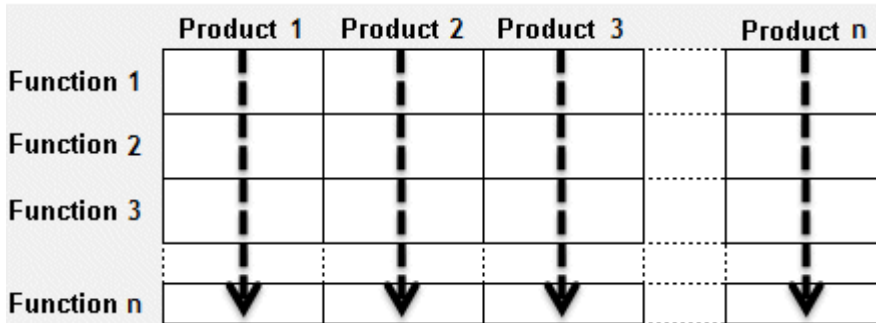 Product 1 Product 2 Product 3 Product n
Function 1
Function 2
Function 3
Function n